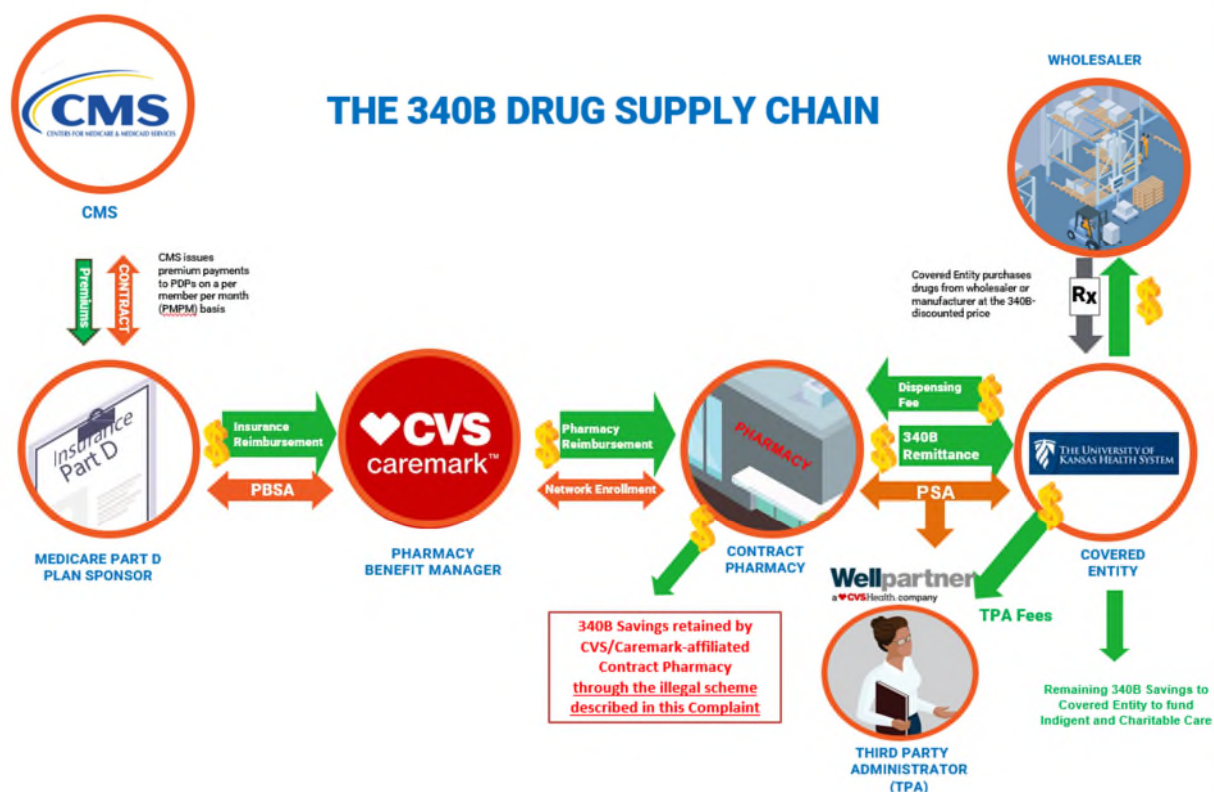 CMS
CENTERS FOR MEDICARE & MEDICAID SERVICES
THE 340B DRUG SUPPLY CHAIN
WHOLESALER
CMS
Premiums
CONTRACT
CMS issues
premium payments
to PDPs on a per
member per month
(PMPM) basis
Covered Entity purchases
drugs from wholesaler or
manufacturer at the 340B-
discounted price
Rx
$
Insurance
Part D
$
Insurance
Reimbursement
PBSA
CVS
caremark™
$
Pharmacy
Reimbursement
Network Enrollment
PHARMACY
Dispensing
Fee
$
$
340B
Remittance
PSA
THE UNIVERSITY OF
KANSAS HEALTH SYSTEM
MEDICARE PART D
PLAN SPONSOR
PHARMACY
BENEFIT MANAGER
$
CONTRACT
PHARMACY
$
COVERED
ENTITY
Wellpartner
a CVSHealth. company
TPA Fees
340B Savings retained by
CVS/Caremark-affiliated
Contract Pharmacy
through the illegal scheme
described in this Complaint
Remaining 340B Savings to
Covered Entity to fund
Indigent and Charitable Care
THIRD PARTY
ADMINISTRATOR
(TPA)